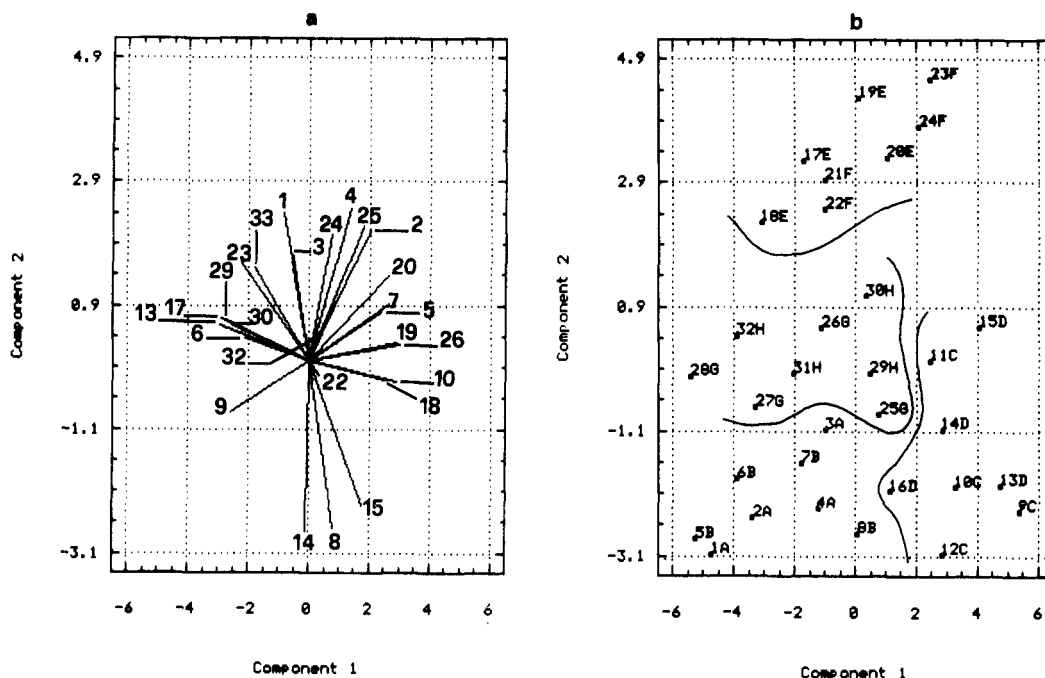 a b
4.9 4.9
23F
19E
24F
17E 20E
2.9 2.9
21F
1 4
33 24 25 2
22F
18E
3
23
29 20
30H
13 17 0.9 7 5 0.9
30 26G 15D
6 19 26
32H
32 11C
22 10 28G 31H 29H
18
9 27G
25G
-1.1 -1.1
3A 14D
7B
6B
16D 10C 13D
15 2A 4A
9C
14 8 5B 8B
1A 12C
-3.1 -3.1
-6 -4 -2 0 2 4 6 -6 -4 -2 0 2 4 6
Component 1 Component 1
Component 2 Component 2